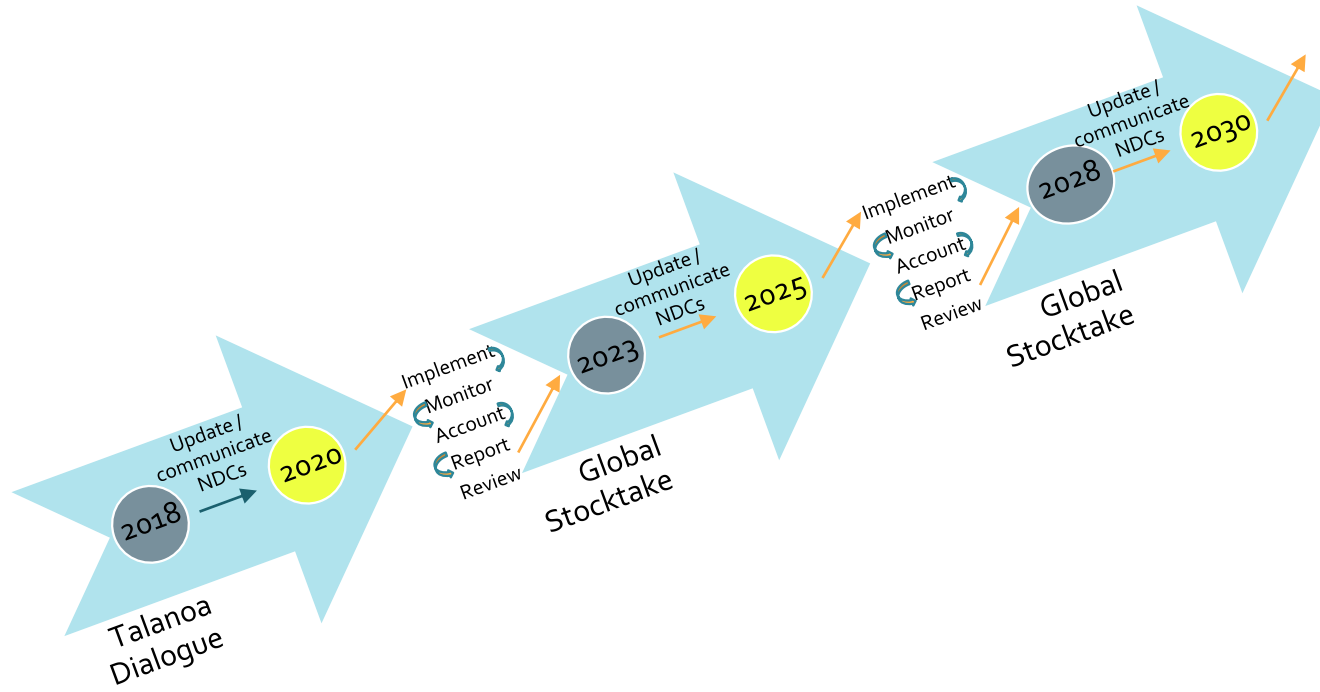 Update /
communicate
NDCs
2018
2020
Talanoa
Dialogue
Implement
Monitor
Account
Report
Review
Update /
communicate
NDCs
2023
2025
Global
Stocktake
Implement
Monitor
Account
Report
Review
Update /
communicate
NDCs
2028
2030
Global
Stocktake